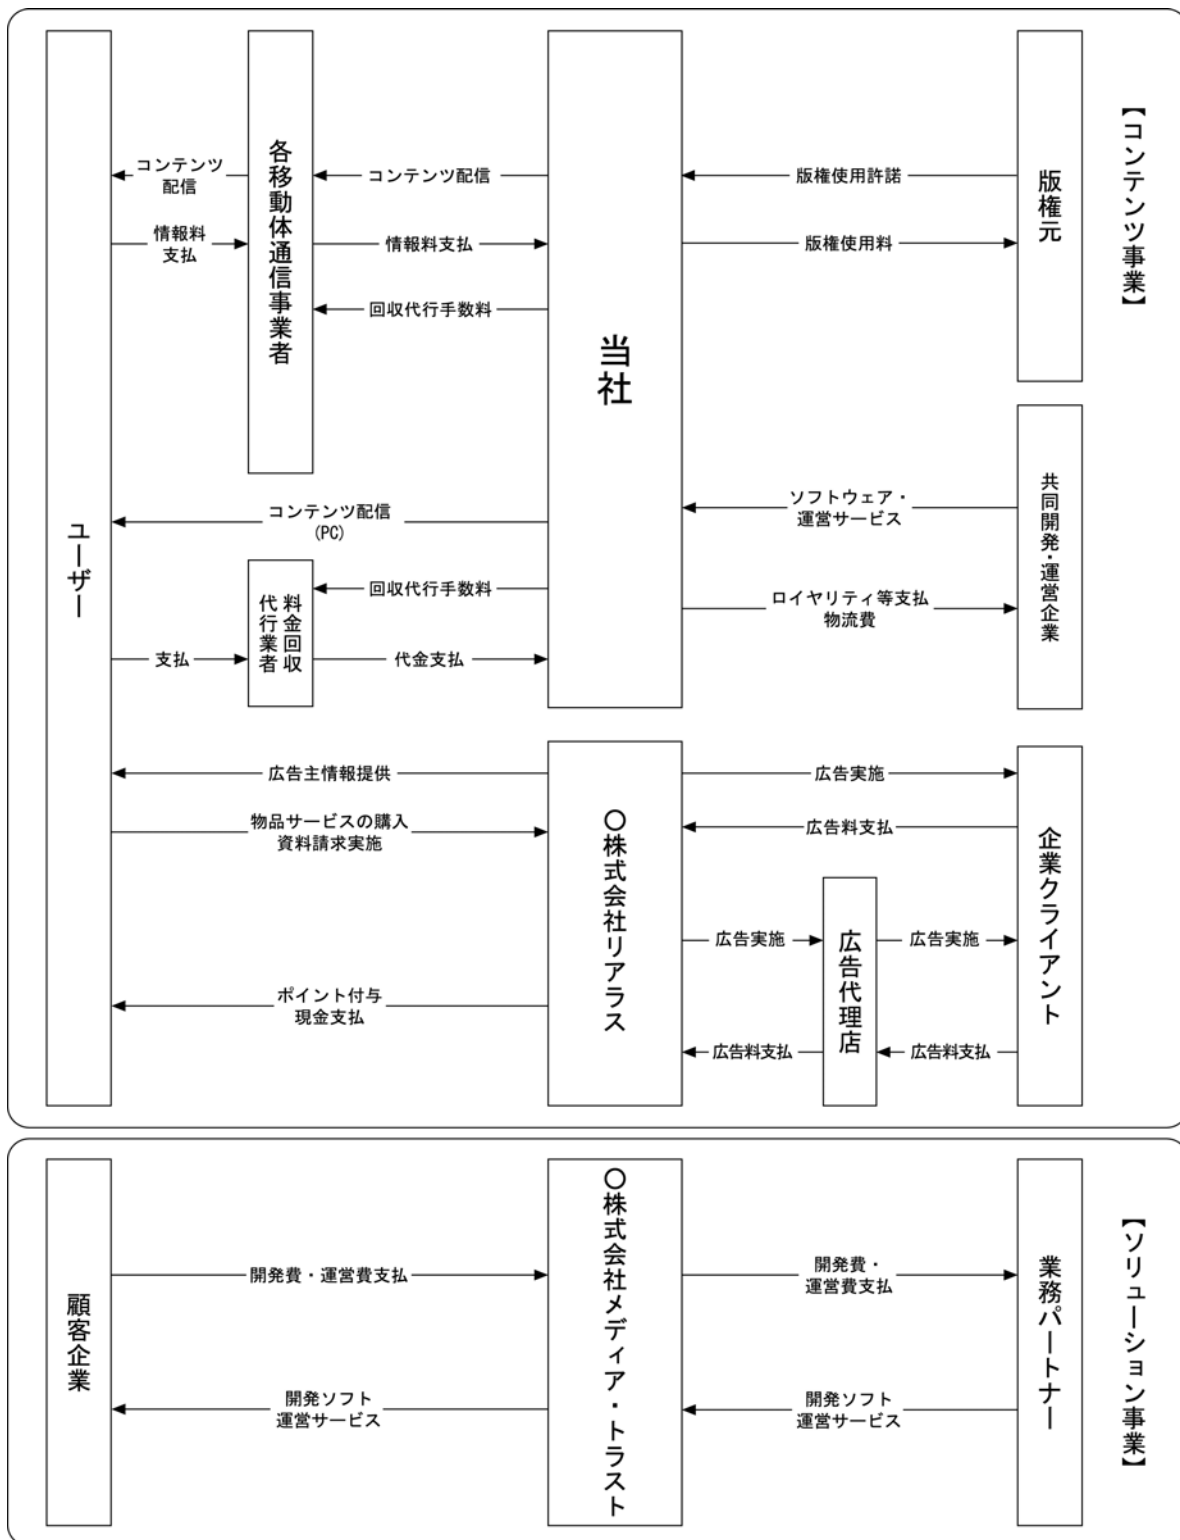 【コンテンツ事業】
ユーザー
各移動体通信事業者
当社
版権元
コンテンツ
配信
コンテンツ配信
版権使用許諾
情報料
支払
情報料支払
版権使用料
回収代行手数料
共同開発・運営企業
コンテンツ配信
(PC)
ソフトウェア・
運営サービス
料金回収
代行業者
回収代行手数料
ロイヤリティ等支払
物流費
支払
代金支払
〇株式会社リアラス
企業クライアント
広告主情報提供
広告実施
物品サービスの購入
資料請求実施
広告料支払
広告代理店
広告実施
広告実施
ポイント付与
現金支払
広告料支払
広告料支払
【ソリューション事業】
顧客企業
〇株式会社メディア・トラスト
業務パートナー
開発費・運営費支払
開発費・
運営費支払
開発ソフト
運営サービス
開発ソフト
運営サービス